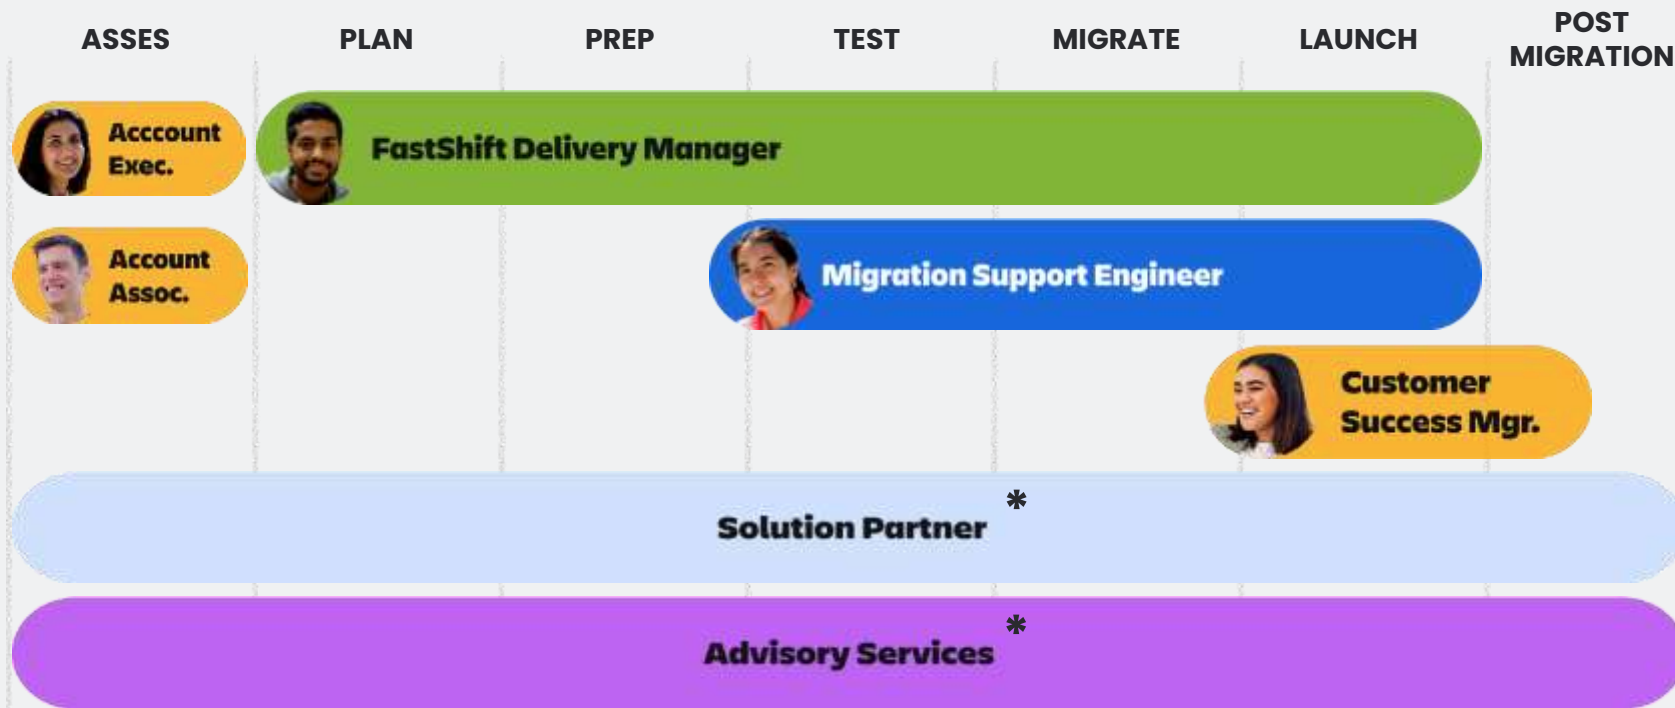 ASSES
PLAN
PREP
TEST
MIGRATE
LAUNCH
POST
MIGRATION
Acccount
Exec.
FastShift Delivery Manager
Account
Assoc.
Migration Support Engineer
Customer
Success Mgr.
Solution Partner *
Advisory Services *